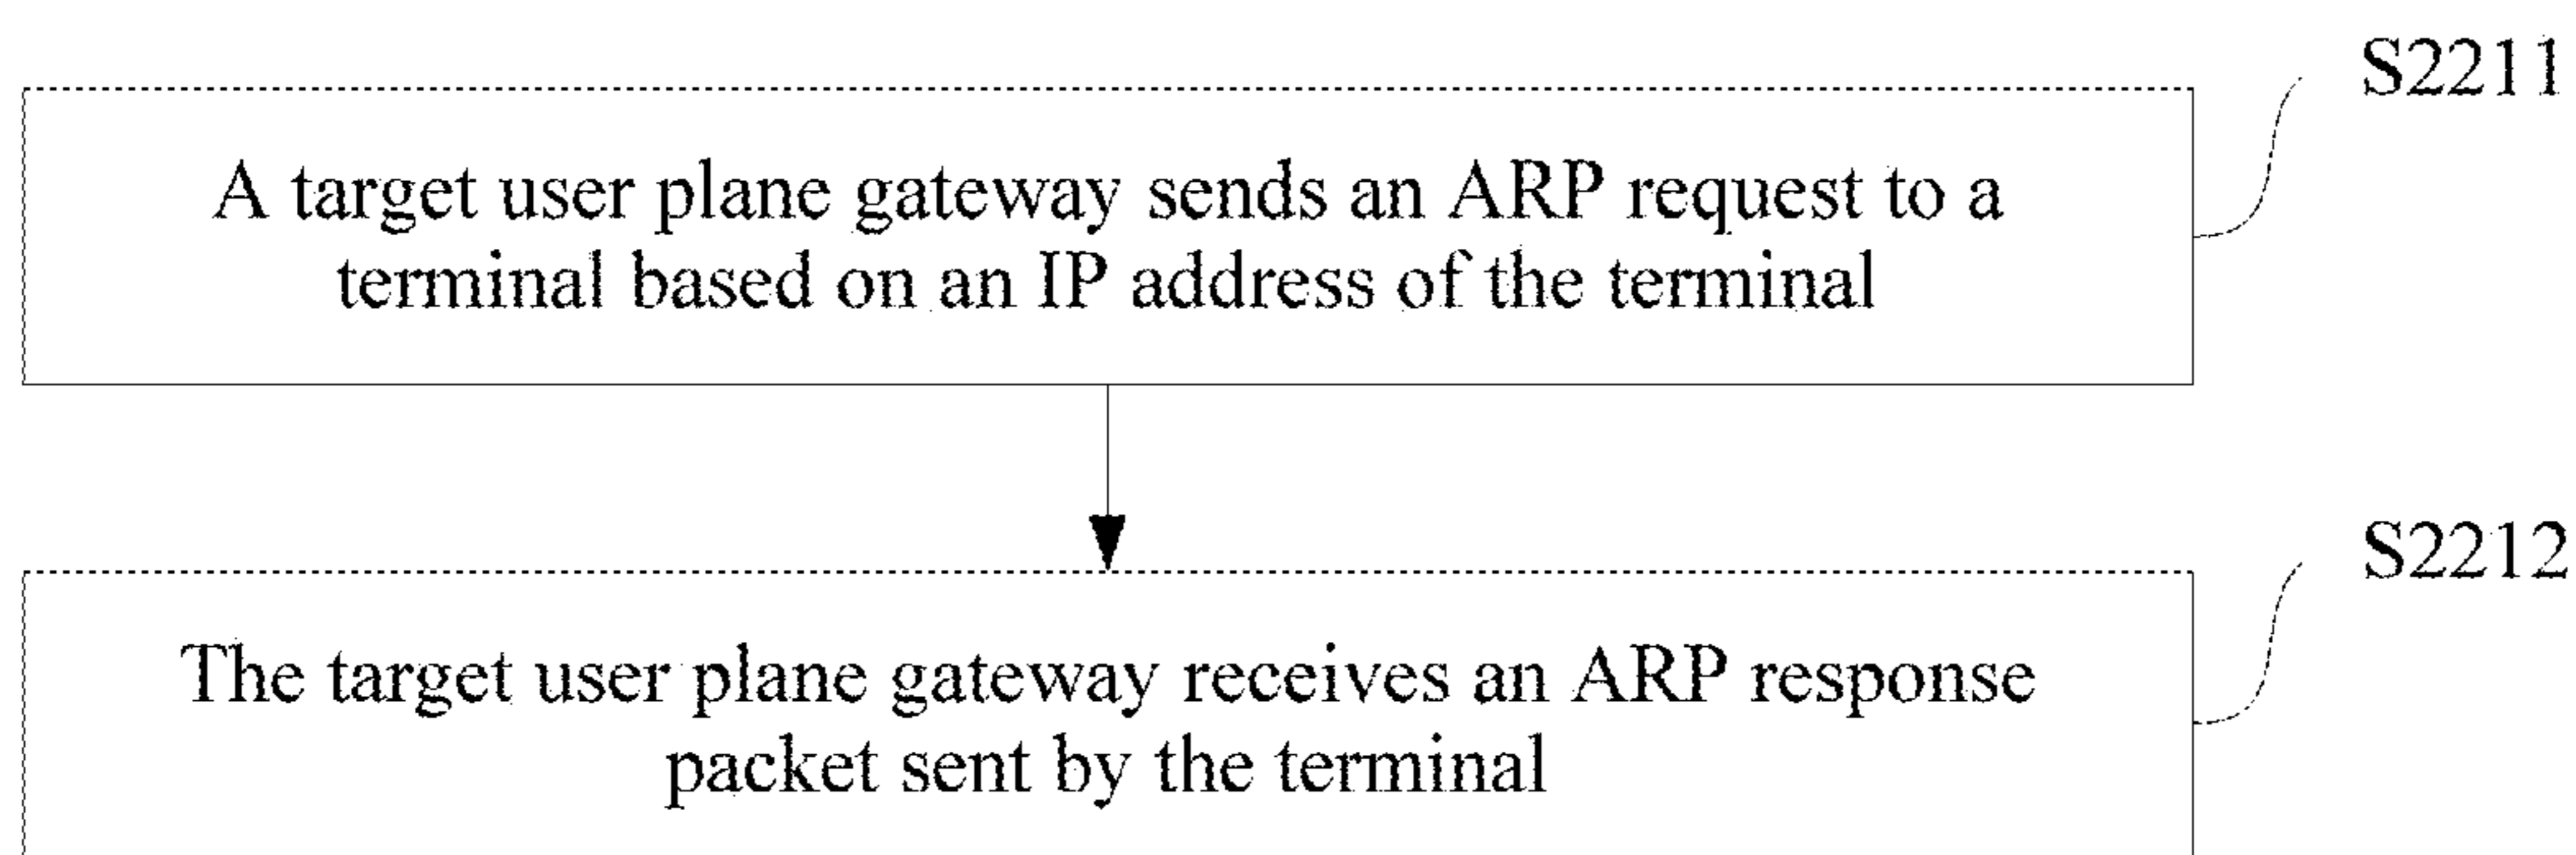 S2211
A target user plane gateway sends an ARP request to a
terminal based on an IP address of the terminal
S2212
The target user plane gateway receives an ARP response
packet sent by the terminal